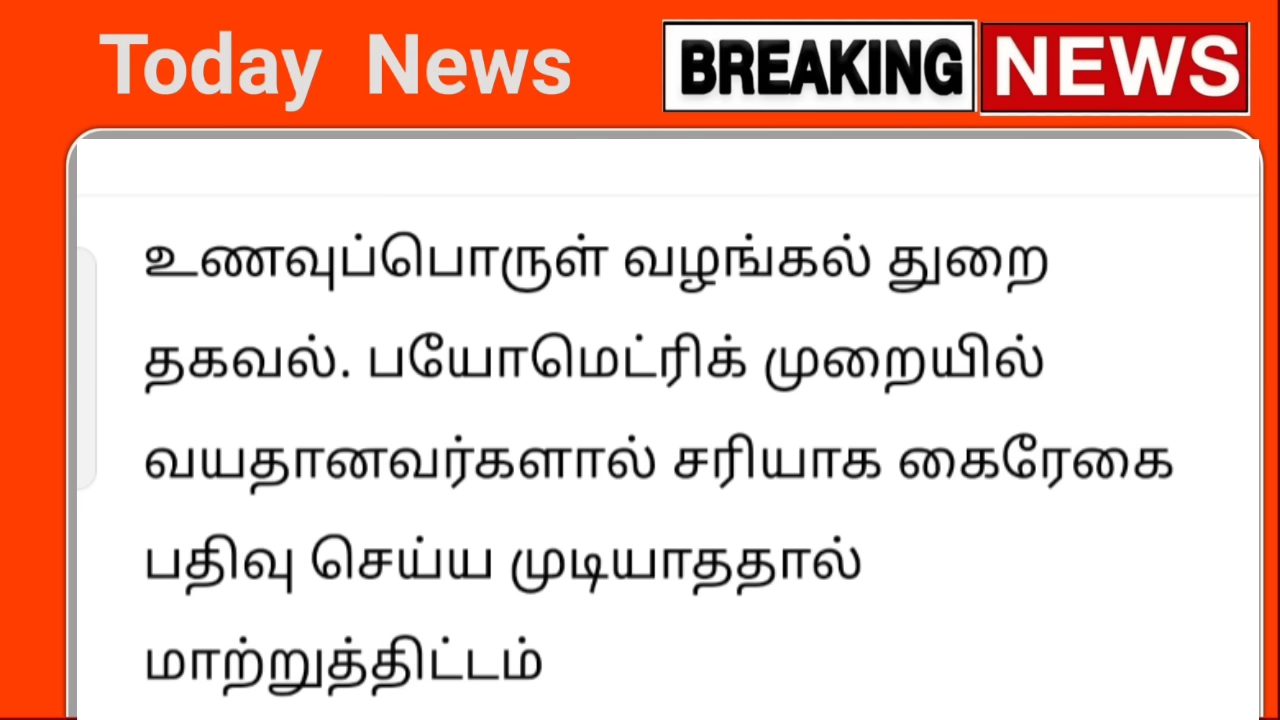 Today News
BREAKING NEWS
உணவுப்பொருள் வழங்கல் துறை
தகவல். பயோமெட்ரிக் முறையில்
வயதானவர்களால் சரியாக கைரேகை
பதிவு செய்ய முடியாததால்
மாற்றுத்திட்டம்